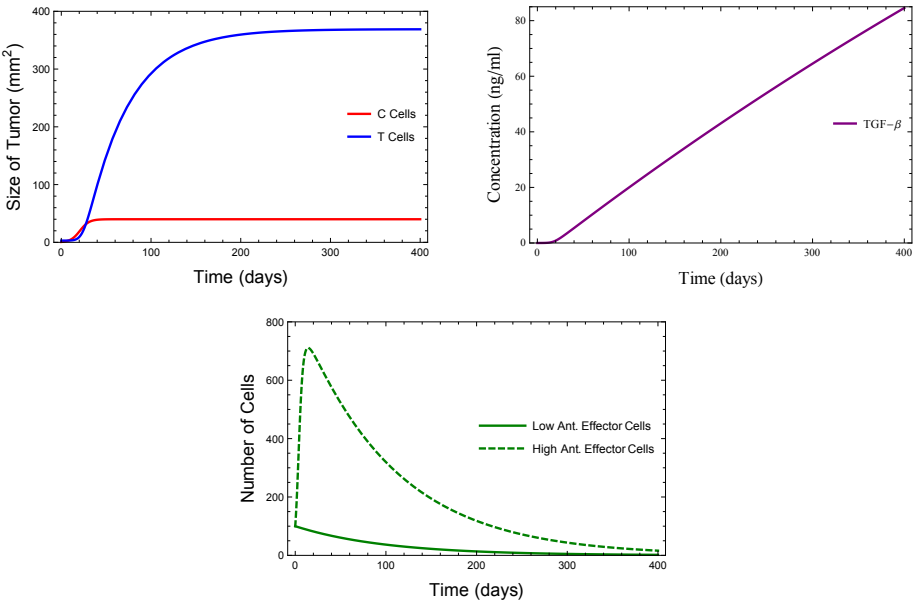 Size of Tumor (mm²)
400
300
200
100
0
C Cells
T Cells
0
100
200
300
400
Time (days)
Concentration (ng/ml)
80
60
40
20
0
TGF-β
0
100
200
300
400
Time (days)
Number of Cells
800
600
400
200
0
Low Ant. Effector Cells
High Ant. Effector Cells
0
100
200
300
400
Time (days)